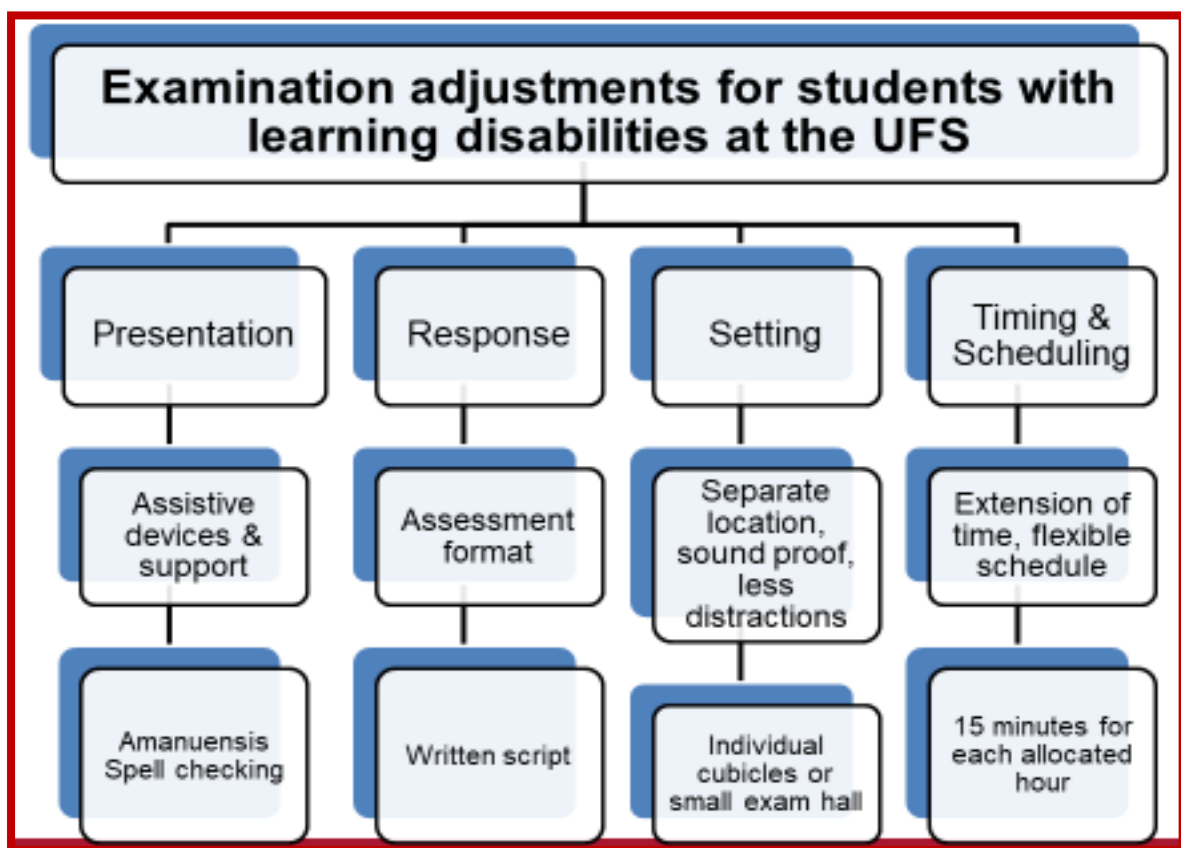 Examination adjustments for students with
learning disabilities at the UFS
Presentation
Response
Setting
Timing &
Scheduling
Assistive
devices &
support
Assessment
format
Separate
location,
sound proof,
less
distractions
Extension of
time, flexible
schedule
Amanuensis
Spell checking
Written script
Individual
cubicles or
small exam hall
15 minutes for
each allocated
hour